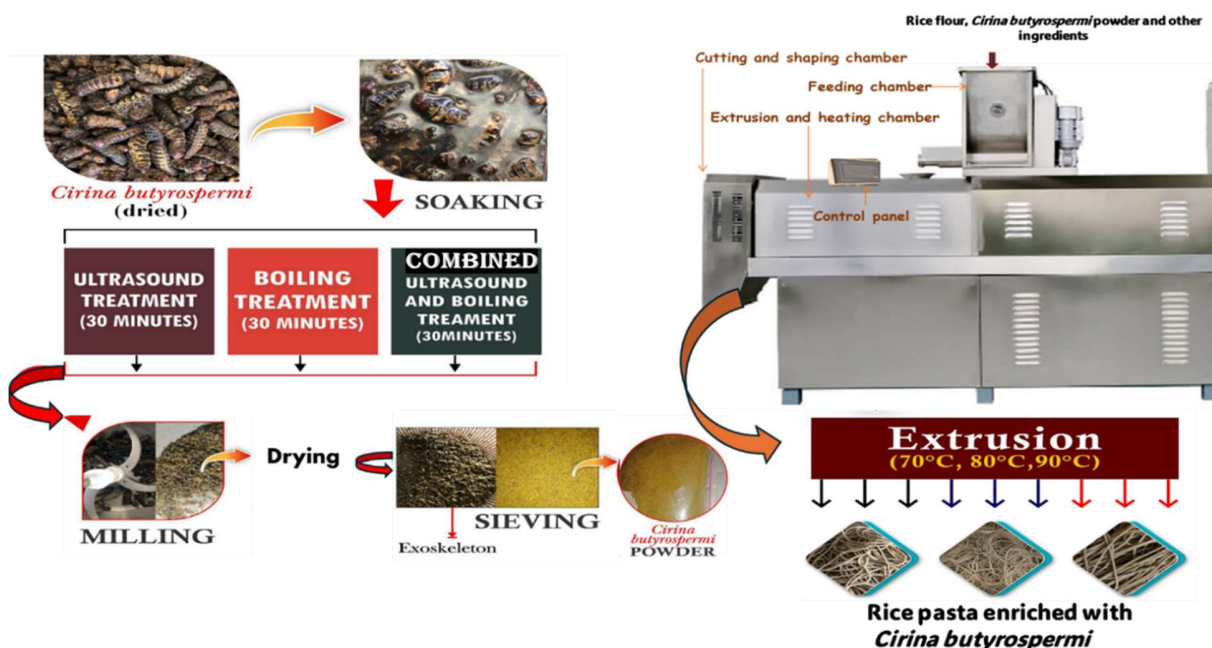 Cirina butyrospermi
(dried)
SOAKING
ULTRASOUND
TREATMENT
(30 MINUTES)
BOILING
TREATMENT
(30 MINUTES)
COMBINED
ULTRASOUND
AND BOILING
TREAMENT
(30MINUTES)
MILLING
Drying
SIEVING
Exoskeleton
Cirina
butyrospermi
POWDER
Rice flour, Cirina butyrospermi powder and other
ingredients
Cutting and shaping chamber
Feeding chamber
Extrusion and heating chamber
Control panel
Extrusion
(70°C, 80°C,90°C)
Rice pasta enriched with
Cirina butyrospermi